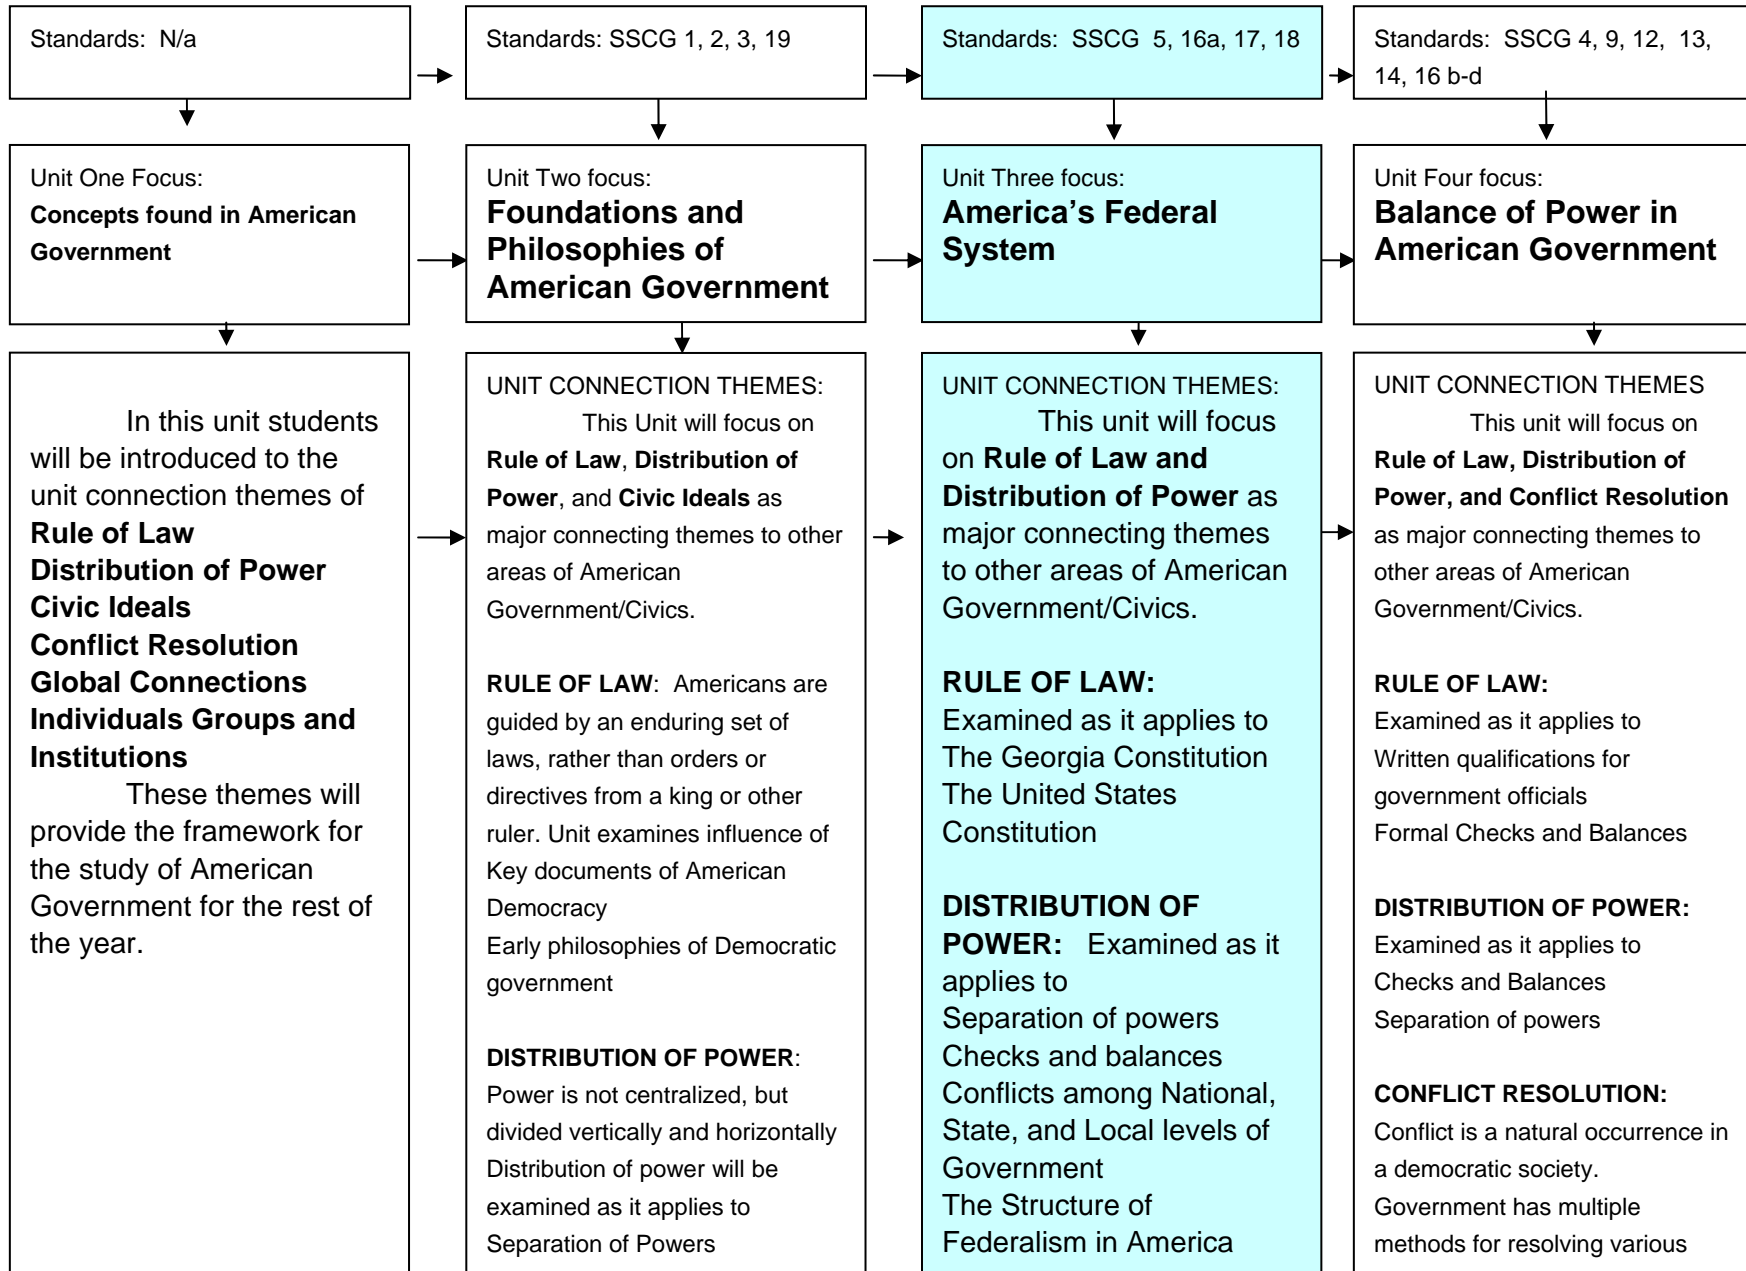 Standards: N/a
Standards: SSCG 1, 2, 3, 19
Standards: SSCG 5, 16a, 17, 18
Standards: SSCG 4, 9, 12, 13,
14, 16 b-d
Unit One Focus:
Concepts found in American
Government
Unit Two focus:
Foundations and
Philosophies of
American Government
Unit Three focus:
America’s Federal
System
Unit Four focus:
Balance of Power in
American Government
In this unit students
will be introduced to the
unit connection themes of
Rule of Law
Distribution of Power
Civic Ideals
Conflict Resolution
Global Connections
Individuals Groups and
Institutions
These themes will
provide the framework for
the study of American
Government for the rest of
the year.
UNIT CONNECTION THEMES:
This Unit will focus on
Rule of Law, Distribution of
Power, and Civic Ideals as
major connecting themes to other
areas of American
Government/Civics.
RULE OF LAW: Americans are
guided by an enduring set of
laws, rather than orders or
directives from a king or other
ruler. Unit examines influence of
Key documents of American
Democracy
Early philosophies of Democratic
government
DISTRIBUTION OF POWER:
Power is not centralized, but
divided vertically and horizontally
Distribution of power will be
examined as it applies to
Separation of Powers
UNIT CONNECTION THEMES:
This unit will focus
on Rule of Law and
Distribution of Power as
major connecting themes
to other areas of American
Government/Civics.
RULE OF LAW:
Examined as it applies to
The Georgia Constitution
The United States
Constitution
DISTRIBUTION OF
POWER: Examined as it
applies to
Separation of powers
Checks and balances
Conflicts among National,
State, and Local levels of
Government
The Structure of
Federalism in America
UNIT CONNECTION THEMES
This unit will focus on
Rule of Law, Distribution of
Power, and Conflict Resolution
as major connecting themes to
other areas of American
Government/Civics.
RULE OF LAW:
Examined as it applies to
Written qualifications for
government officials
Formal Checks and Balances
DISTRIBUTION OF POWER:
Examined as it applies to
Checks and Balances
Separation of powers
CONFLICT RESOLUTION:
Conflict is a natural occurrence in
a democratic society.
Government has multiple
methods for resolving various